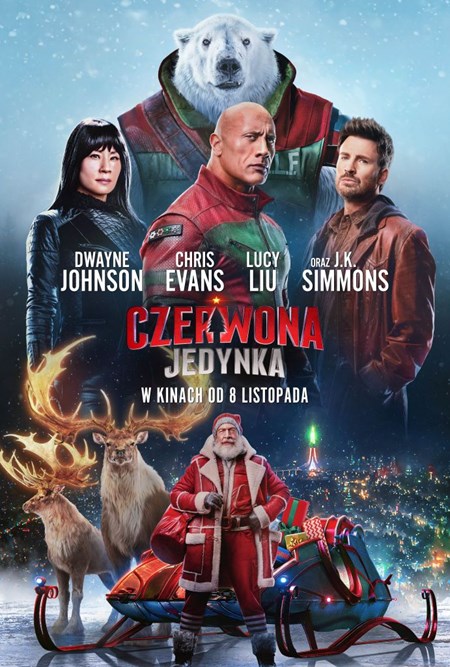 DWAYNE
JOHNSON
CHRIS
EVANS
LUCY
LIU
ORAZ J.K.
SIMMONS
CZERWONA
JEDYNKA
W KINACH OD 8 LISTOPADA